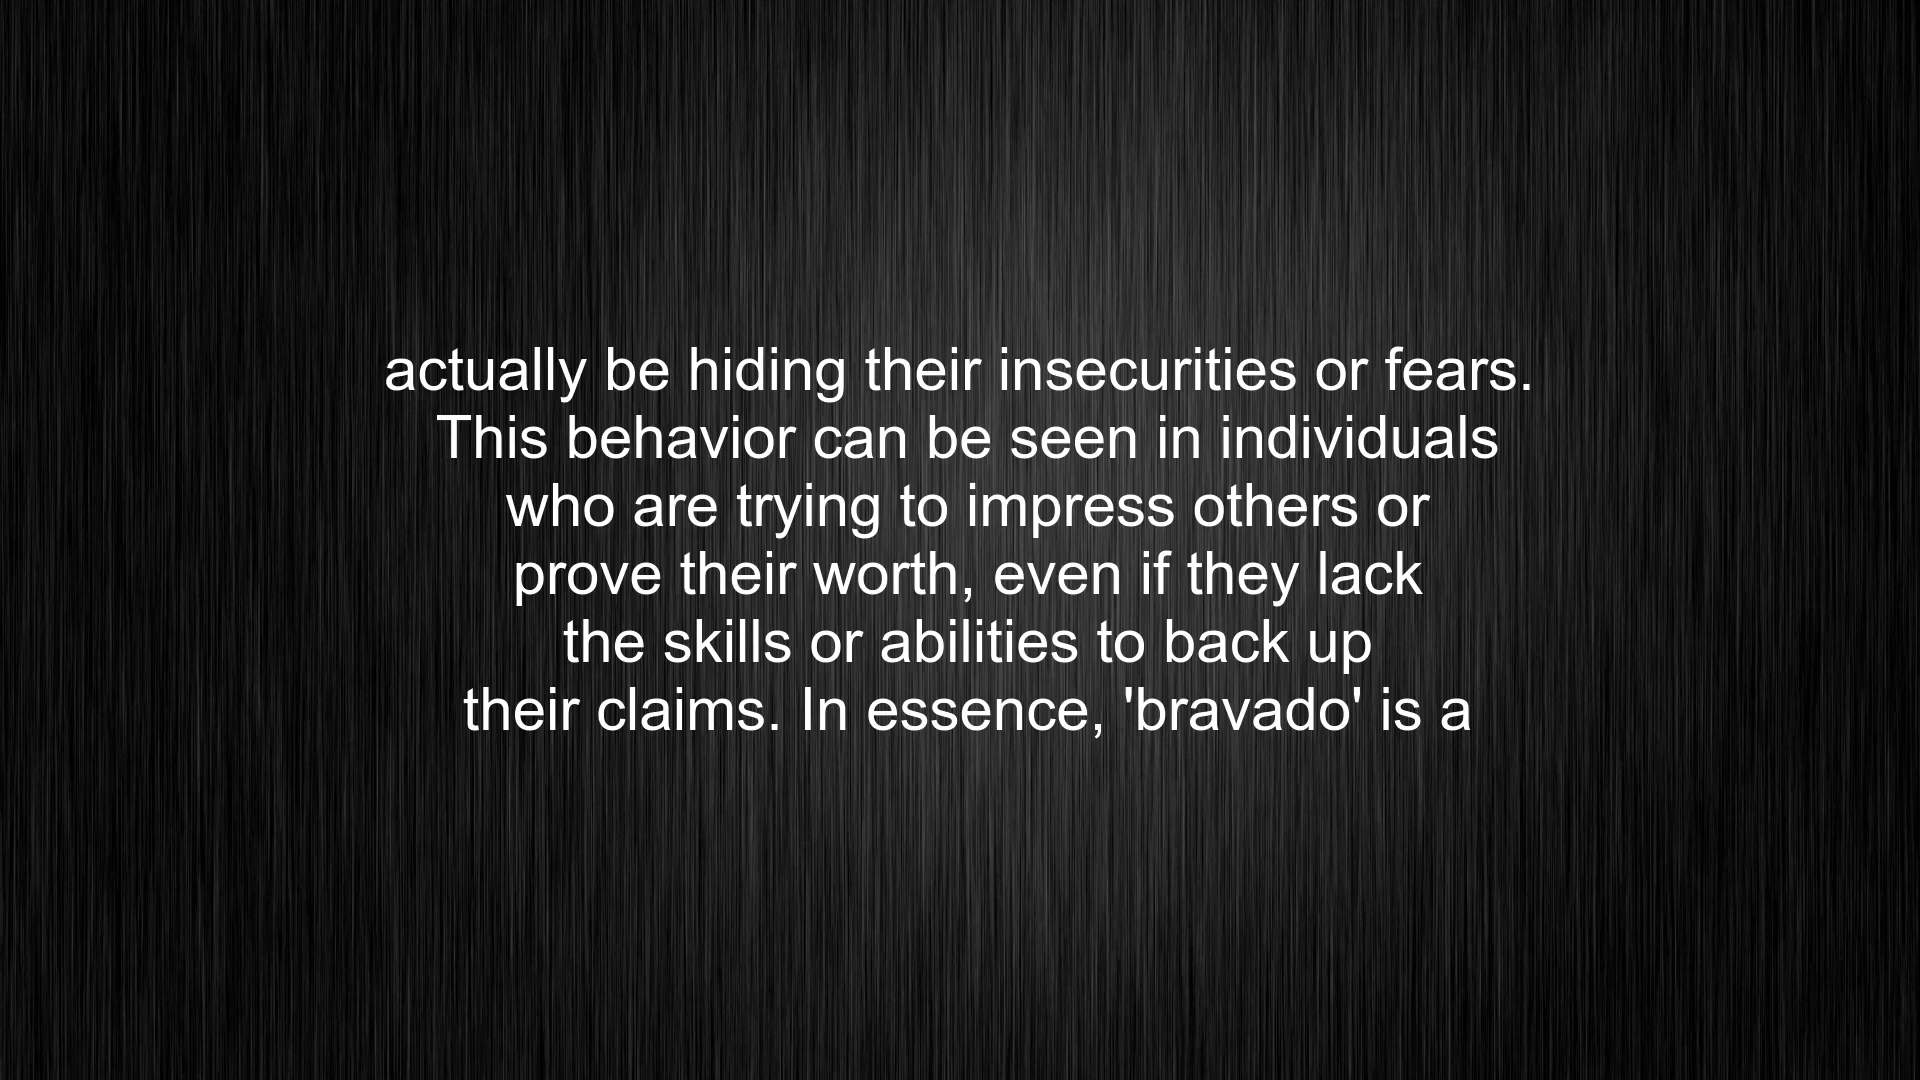 actually be hiding their insecurities or fears.
This behavior can be seen in individuals
who are trying to impress others or
prove their worth, even if they lack
the skills or abilities to back up
their claims. In essence, 'bravado' is a